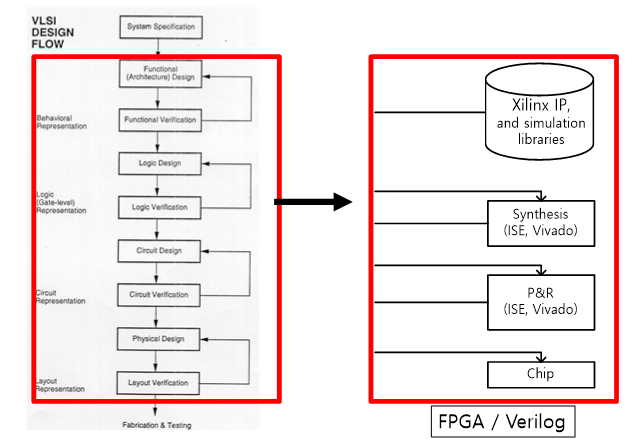 VLSI
DESIGN
FLOW
System Specification
Functional
(Architecture) Design
Functional Verification
Behavioral
Representation
Logic Design
Logic
(Gate-level)
Representation
Logic Verification
Circuit Design
Circuit Verification
Circuit
Representation
Physical Design
Layout Verification
Layout
Representation
Fabrication & Testing
Xilinx IP,
and simulation
libraries
Synthesis
(ISE, Vivado)
P&R
(ISE, Vivado)
Chip
FPGA / Verilog